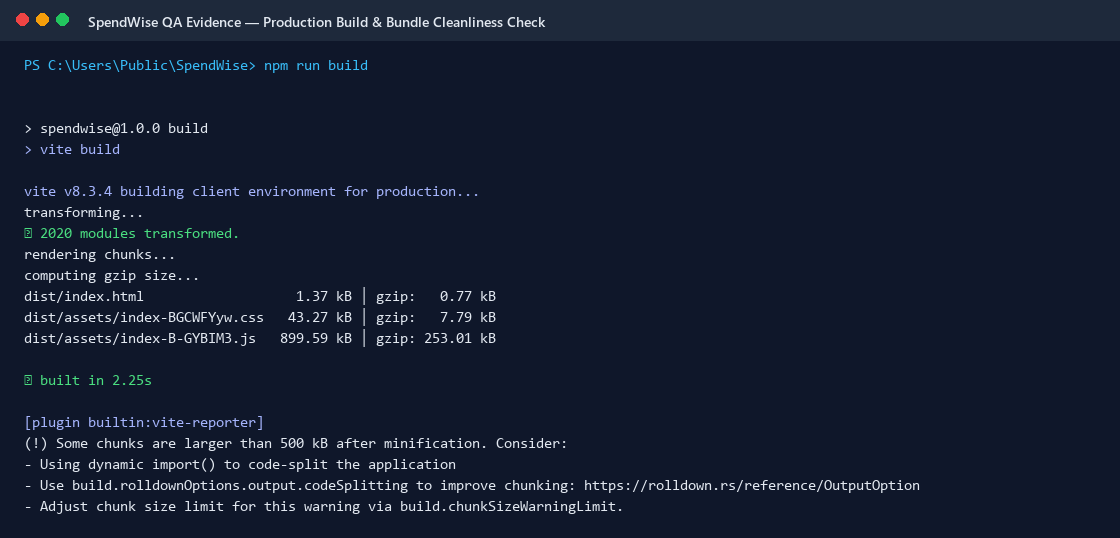 SpendWise QA Evidence — Production Build & Bundle Cleanliness Check
PS C:\Users\Public\SpendWise> npm run build
> spendwise@1.0.0 build
> vite build
vite v8.3.4 building client environment for production...
transforming...
2020 modules transformed.
rendering chunks...
computing gzip size...
dist/index.html                   1.37 kB │ gzip:   0.77 kB
dist/assets/index-BGCWFYyw.css   43.27 kB │ gzip:   7.79 kB
dist/assets/index-B-GYBIM3.js   899.59 kB │ gzip: 253.01 kB
built in 2.25s
[plugin builtin:vite-reporter]
(!) Some chunks are larger than 500 kB after minification. Consider:
- Using dynamic import() to code-split the application
- Use build.rolldownOptions.output.codeSplitting to improve chunking: https://rolldown.rs/reference/OutputOption
- Adjust chunk size limit for this warning via build.chunkSizeWarningLimit.